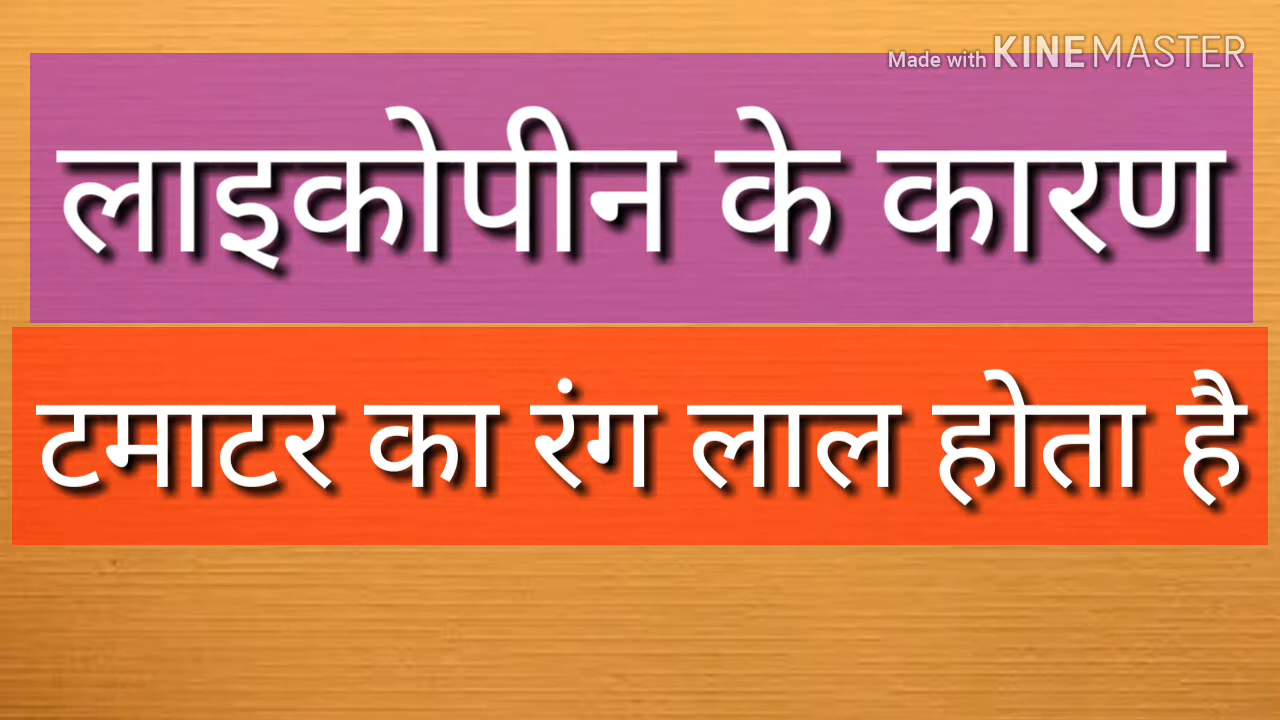 Made with KINEMASTER
लाइकोपीन के कारण
टमाटर का रंग लाल होता है